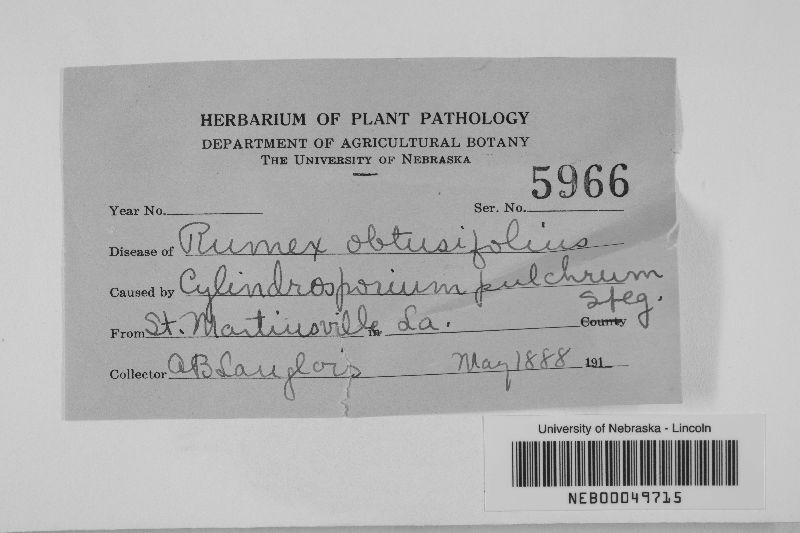 HERBARIUM OF PLANT PATHOLOGY
DEPARTMENT OF AGRICULTURAL BOTANY
THE UNIVERSITY OF NEBRASKA
5966
Year No. Ser. No.
Disease of Rumex obtusifolius
Caused by Cylindrosporium pulchrum
Speg.
From St. Martinsville in La. County
Collector AB Langlois May 1888 191
University of Nebraska - Lincoln
NEB00049715